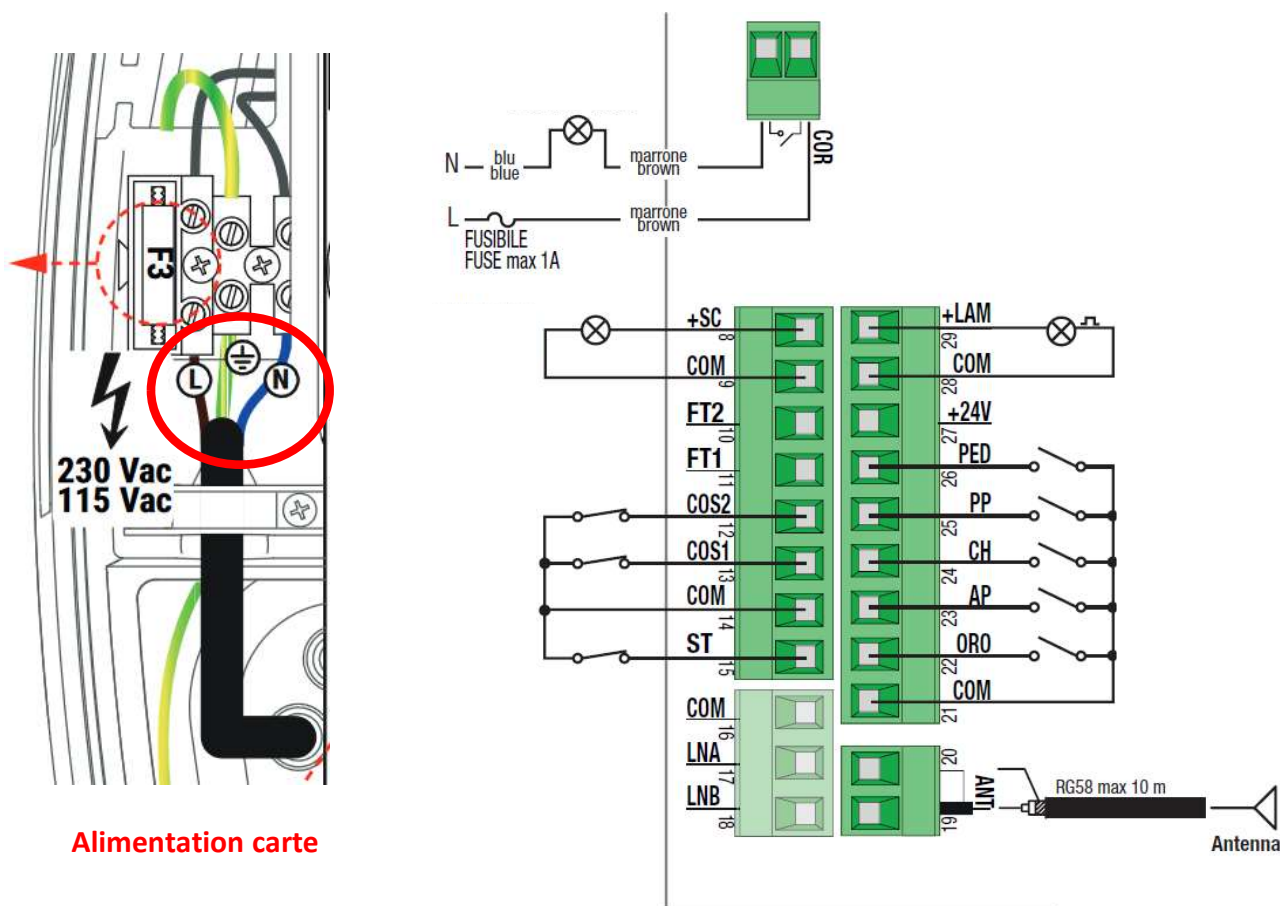 F3
L
N
230 Vac
115 Vac
Alimentation carte
COR
N
blu
blue
marrone
brown
L
marrone
brown
FUSIBILE
FUSE max 1A
+SC
8
COM
9
FT2
10
FT1
11
COS2
12
COS1
13
COM
14
ST
15
COM
16
LNA
17
LNB
18
+LAM
29
COM
28
+24V
27
PED
26
PP
25
CH
24
AP
23
ORO
22
COM
21
20
ANT
19
RG58 max 10 m
Antenna